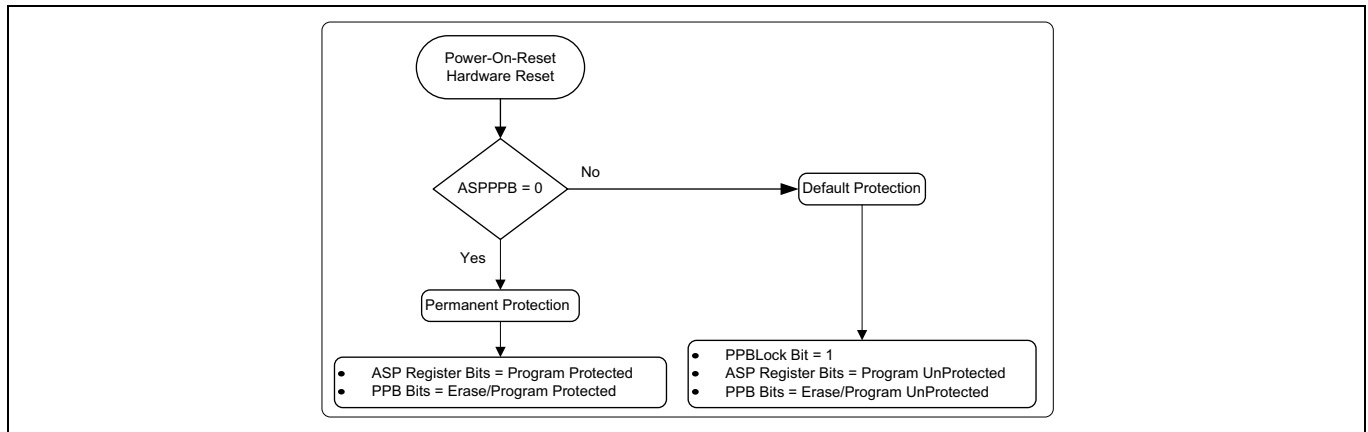 Power-On-Reset
Hardware Reset
ASPPPB = 0
No
Default Protection
Yes
Permanent Protection
• ASP Register Bits = Program Protected
• PPB Bits = Erase/Program Protected
• PPBLock Bit = 1
• ASP Register Bits = Program UnProtected
• PPB Bits = Erase/Program UnProtected